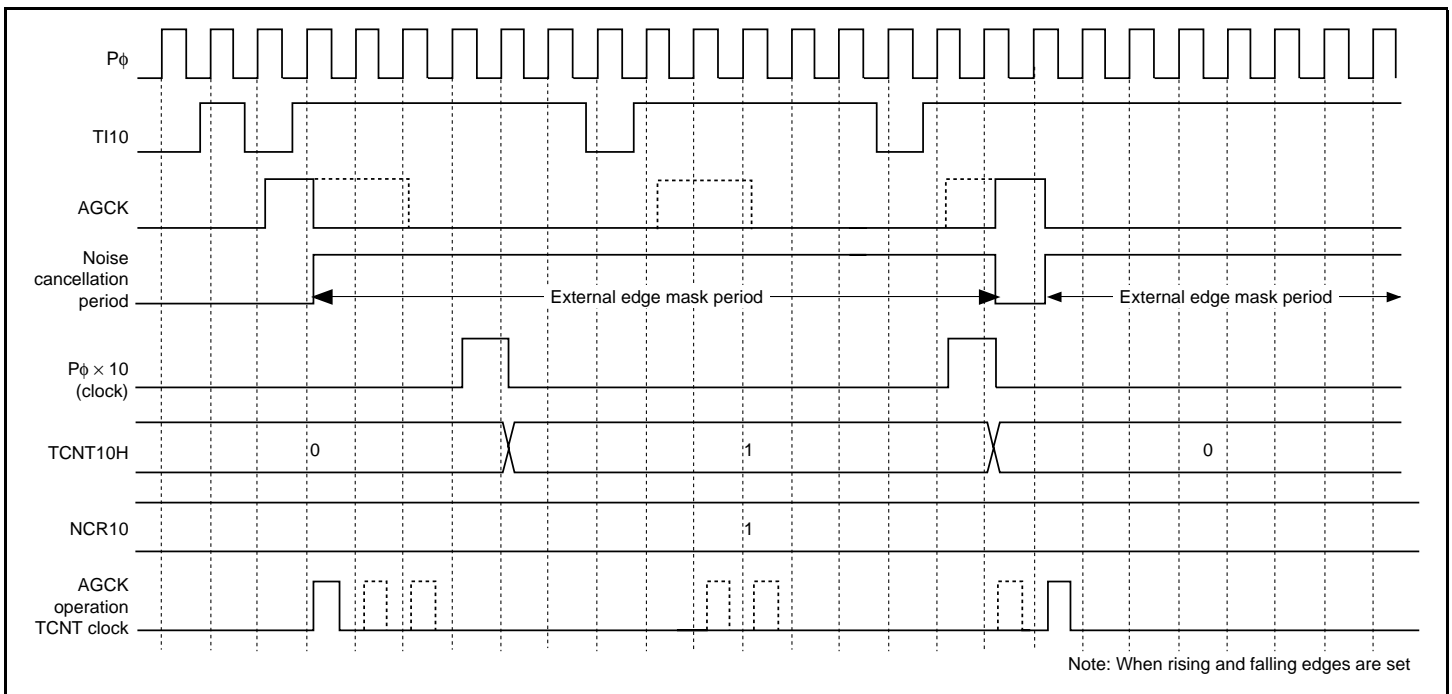 Pϕ
TI10
AGCK
Noise
cancellation
period
External edge mask period
External edge mask period
Pϕ × 10
(clock)
TCNT10H
0
1
0
NCR10
1
AGCK
operation
TCNT clock
Note: When rising and falling edges are set